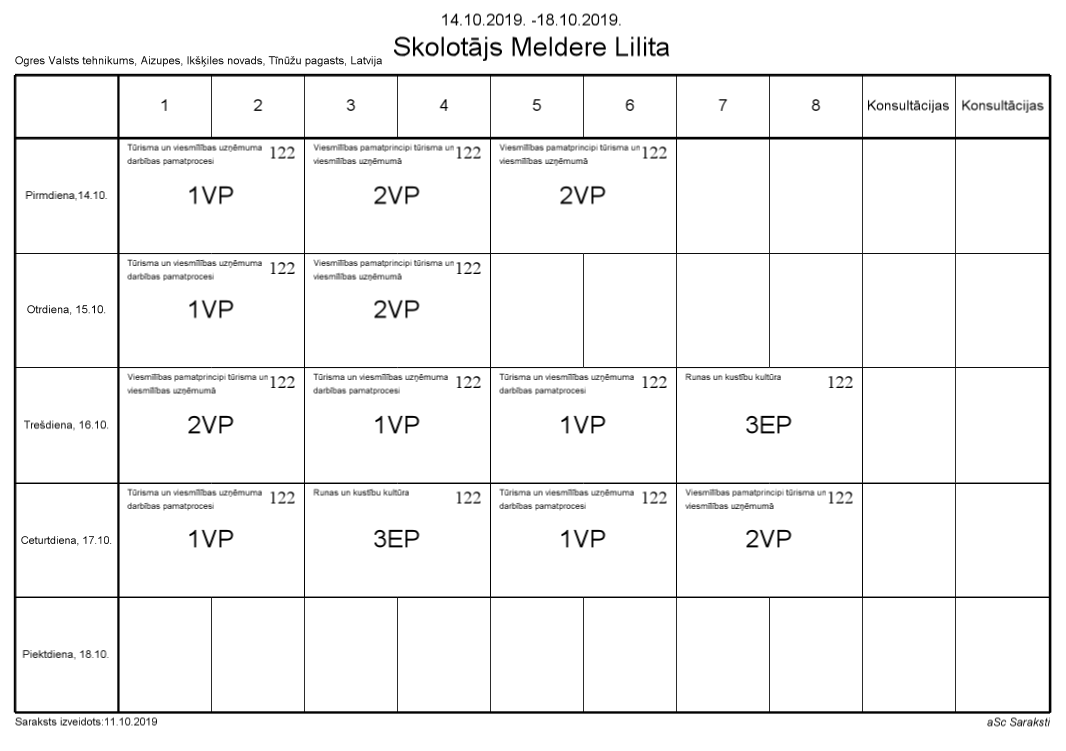 14.10.2019. -18.10.2019.
Skolotājs Meldere Lilita
Ogres Valsts tehnikums, Aizupes, Ikšķiles novads, Tīnūžu pagasts, Latvija
1 2 3 4 5 6 7 8 Konsultācijas Konsultācijas
Pirmdiena,14.10.
Tūrisma un viesmīlības uzņēmuma 122
darbības pamatprocesi
1VP
Viesmīlības pamatprincipi tūrisma un 122
viesmīlības uzņēmumā
2VP
Viesmīlības pamatprincipi tūrisma un 122
viesmīlības uzņēmumā
2VP
Otrdiena, 15.10.
Tūrisma un viesmīlības uzņēmuma 122
darbības pamatprocesi
1VP
Viesmīlības pamatprincipi tūrisma un 122
viesmīlības uzņēmumā
2VP
Trešdiena, 16.10.
Viesmīlības pamatprincipi tūrisma un 122
viesmīlības uzņēmumā
2VP
Tūrisma un viesmīlības uzņēmuma 122
darbības pamatprocesi
1VP
Tūrisma un viesmīlības uzņēmuma 122
darbības pamatprocesi
1VP
Runas un kustību kultūra 122
3EP
Ceturtdiena, 17.10.
Tūrisma un viesmīlības uzņēmuma 122
darbības pamatprocesi
1VP
Runas un kustību kultūra 122
3EP
Tūrisma un viesmīlības uzņēmuma 122
darbības pamatprocesi
1VP
Viesmīlības pamatprincipi tūrisma un 122
viesmīlības uzņēmumā
2VP
Piektdiena, 18.10.
Saraksts izveidots:11.10.2019
aSc Saraksti